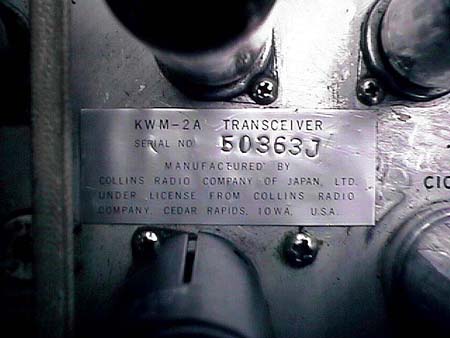 KWM-2A TRANSCEIVER
SERIAL NO 50363J
MANUFACTURED BY
COLLINS RADIO COMPANY OF JAPAN, LTD.
UNDER LICENSE FROM COLLINS RADIO
COMPANY, CEDAR RAPIDS, IOWA, U.S.A.